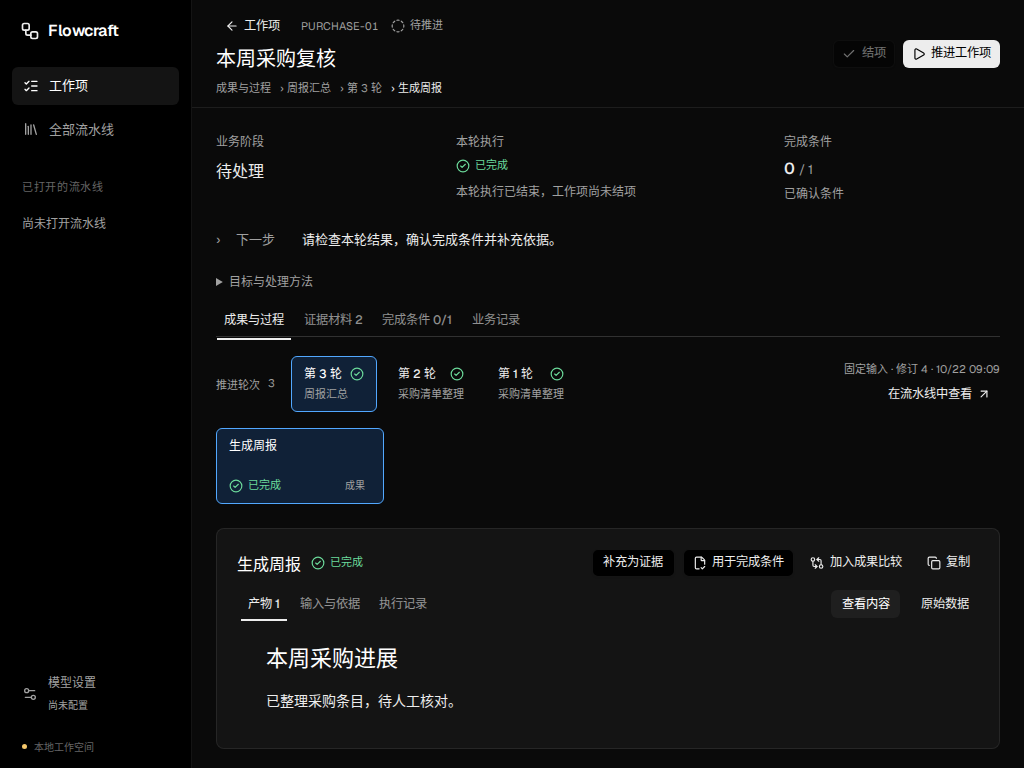 Flowcraft
工作项
全部流水线
已打开的流水线
尚未打开流水线
模型设置
尚未配置
本地工作空间
工作项 PURCHASE-01 待推进
本周采购复核
成果与过程 › 周报汇总 › 第 3 轮 › 生成周报
结项 推进工作项
业务阶段
待处理
本轮执行
已完成
本轮执行已结束，工作项尚未结项
完成条件
0 / 1
已确认条件
› 下一步 请检查本轮结果，确认完成条件并补充依据。
目标与处理方法
成果与过程 证据材料 2 完成条件 0/1 业务记录
推进轮次 3
第 3 轮
周报汇总
第 2 轮
采购清单整理
第 1 轮
采购清单整理
固定输入 · 修订 4 · 10/22 09:09
在流水线中查看
生成周报
已完成 成果
生成周报 已完成 补充为证据 用于完成条件 加入成果比较 复制
产物 1 输入与依据 执行记录 查看内容 原始数据
本周采购进展
已整理采购条目，待人工核对。